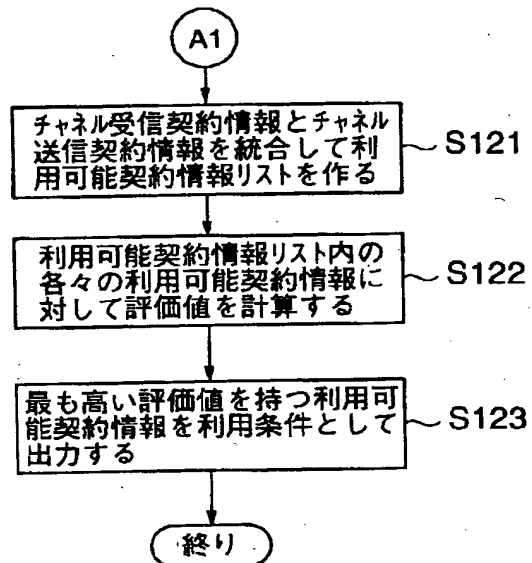 A1
チャネル受信契約情報とチャネル
送信契約情報を統合して利
用可能契約情報リストを作る
S121
利用可能契約情報リスト内の
各々の利用可能契約情報に
対して評価値を計算する
S122
最も高い評価値を持つ利用可
能契約情報を利用条件として
出力する
S123
終り